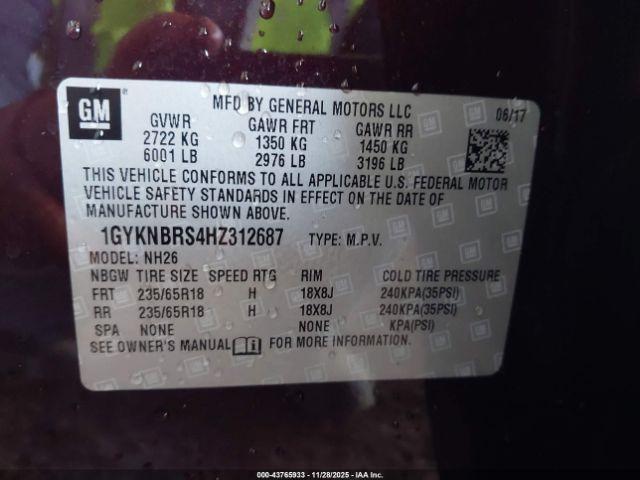 GM
MFD BY GENERAL MOTORS LLC 06/17
GVWR GAWR FRT GAWR RR
2722 KG 1350 KG 1450 KG
6001 LB 2976 LB 3196 LB
THIS VEHICLE CONFORMS TO ALL APPLICABLE U.S. FEDERAL MOTOR
VEHICLE SAFETY STANDARDS IN EFFECT ON THE DATE OF
MANUFACTURE SHOWN ABOVE.
1GYKNBRS4HZ312687 TYPE: M.P.V.
MODEL: NH26
NBGW TIRE SIZE SPEED RTG RIM COLD TIRE PRESSURE
FRT 235/65R18 H 18X8J 240KPA(35PSI)
RR 235/65R18 H 18X8J 240KPA(35PSI)
SPA NONE NONE KPA(PSI)
SEE OWNER'S MANUAL FOR MORE INFORMATION.
000-43765933 - 11/28/2025 - IAA Inc.